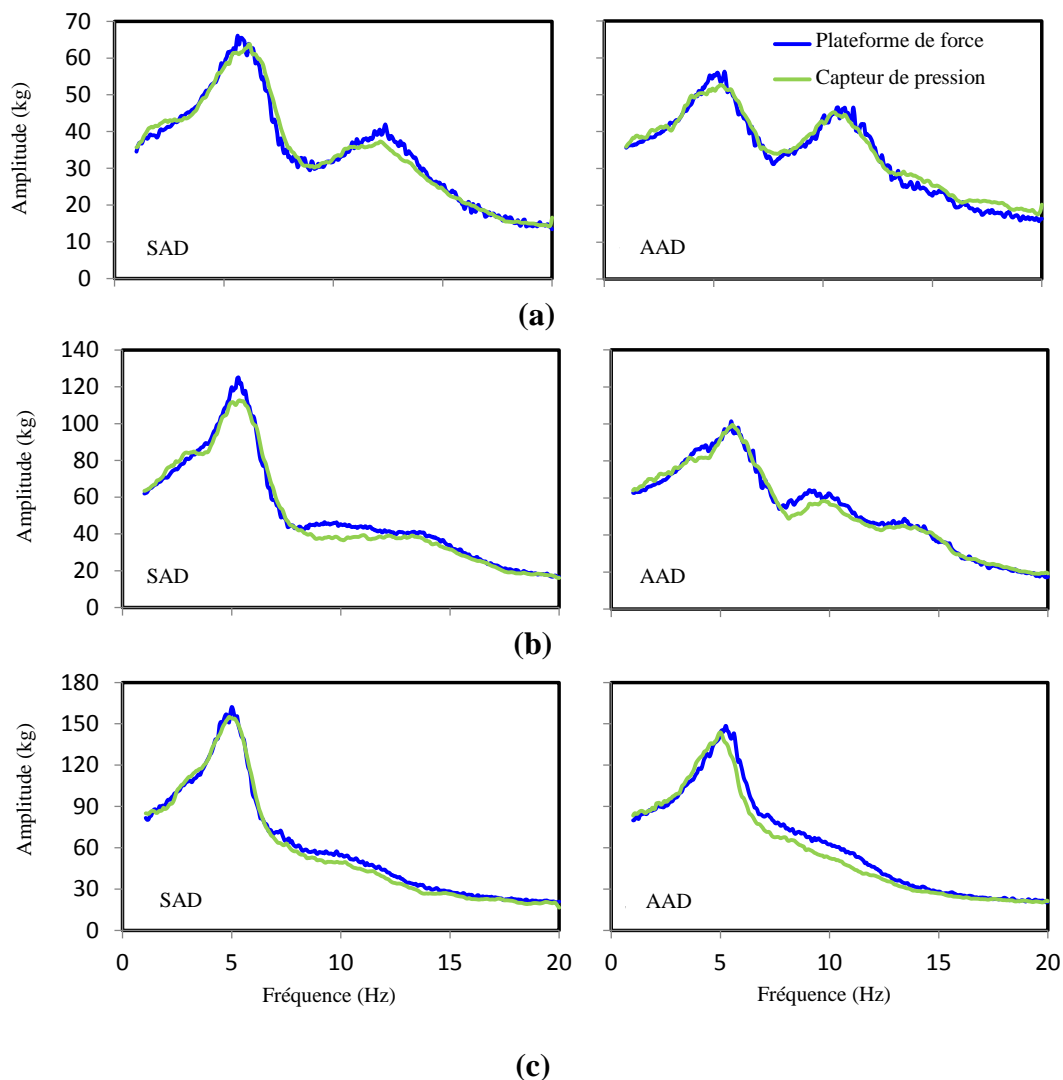 70
60
50
40
30
20
10
0
Amplitude (kg)
SAD
Plateforme de force
Capteur de pression
AAD
(a)
140
120
100
80
60
40
20
0
Amplitude (kg)
SAD
AAD
(b)
180
150
120
90
60
30
0
Amplitude (kg)
SAD
AAD
0 5 10 15 20
0 5 10 15 20
Fréquence (Hz)
Fréquence (Hz)
(c)